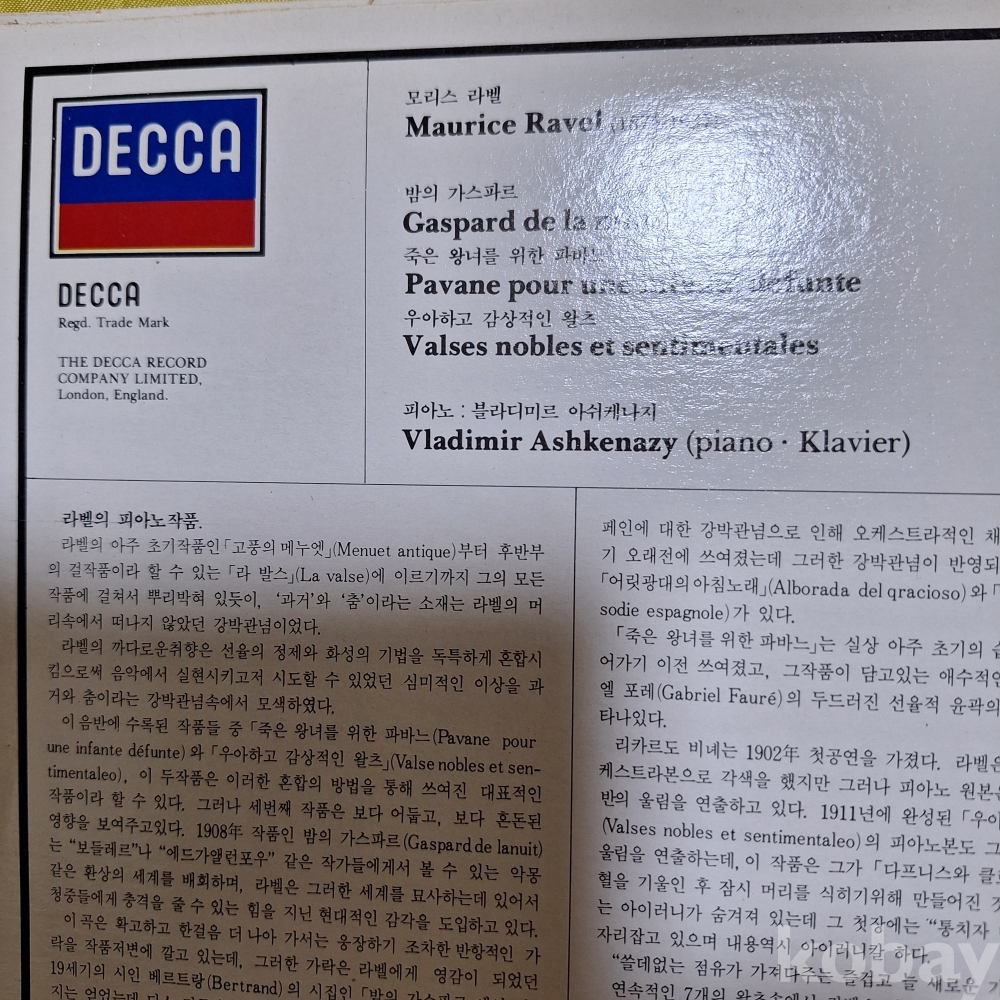 DECCA
DECCA
Regd. Trade Mark
THE DECCA RECORD
COMPANY LIMITED,
London, England.
모리스 라벨
Maurice Ravel
밤의 가스파르
Gaspard de la
죽은 왕녀를 위한 파바느
Pavane pour une défunte
우아하고 감상적인 왈츠
Valses nobles et sentimentales
피아노 : 블라디미르 아쉬케나지
Vladimir Ashkenazy (piano · Klavier)
라벨의 피아노작품.
라벨의 아주 초기작품인「고풍의 메누엣」(Menuet antique)부터 후반부
의 걸작품이라 할 수 있는 「라 발스」(La valse)에 이르기까지 그의 모든
작품에 걸쳐서 뿌리박혀 있듯이, ‘과거’와 ‘춤’이라는 소재는 라벨의 머
리속에서 떠나지 않았던 강박관념이었다.
라벨의 까다로운취향은 선율의 정제와 화성의 기법을 독특하게 혼합시
킴으로써 음악에서 실현시키고저 시도할 수 있었던 심미적인 이상을 과
거와 춤이라는 강박관념속에서 모색하였다.
이 음반에 수록된 작품들 중 「죽은 왕녀를 위한 파바느(Pavane pour
une infante défunte)와 「우아하고 감상적인 왈츠」(Valse nobles et sen-
timentaleo), 이 두작품은 이러한 혼합의 방법을 통해 쓰여진 대표적인
작품이라 할 수 있다. 그러나 세번째 작품은 보다 어둡고, 보다 혼돈된
영향을 보여주고있다. 1908年 작품인 밤의 가스파르(Gaspard de lanuit)
는 “보들레르”나 “에드가앨런포우” 같은 작가들에게서 볼 수 있는 악몽
같은 환상의 세계를 배회하며, 라벨은 그러한 세계를 묘사하는데 있어서
청중들에게 충격을 줄 수 있는 힘을 지닌 현대적인 감각을 도입하고 있다.
이 곡은 확고하고 한걸음 더 나아 가서는 웅장하기 조차한 반항적인 가
락을 작품저변에 깔고 있는데, 그러한 가락은 라벨에게 영감이 되었던
19세기의 시인 베르트랑(Bertrand)의 시집인 「밤의 가스파르
지는 얻었는데
페인에 대한 강박관념으로 인해 오케스트라적인 채
기 오래전에 쓰여졌는데 그러한 강박관념이 반영되
「어릿광대의 아침노래」(Alborada del qracioso)와 「
sodie espagnole)가 있다.
「죽은 왕녀를 위한 파바느」는 실상 아주 초기의 습
어가기 이전 쓰여졌고, 그작품이 담고있는 애수적인
엘 포레(Gabriel Fauré)의 두드러진 선율적 윤곽의
타나있다.
리카르도 비녜는 1902年 첫공연을 가졌다. 라벨은
케스트라본으로 각색을 했지만 그러나 피아노 원본은
반의 울림을 연출하고 있다. 1911년에 완성된 「우아
(Valses nobles et sentimentaleo)의 피아노본도 그
울림을 연출하는데, 이 작품은 그가 「다프니스와 클로
혈을 기울인 후 잠시 머리를 식히기위해 만들어진 것
는 아이러니가 숨겨져 있는데 그 첫장에는 “통치자
자리잡고 있으며 내용역시 아이러니칼 하다.
“쓸데없는 점유가 가져다주는 즐겁고 늘 새로운
연속적인 7개의 왈츠속에서
kobay